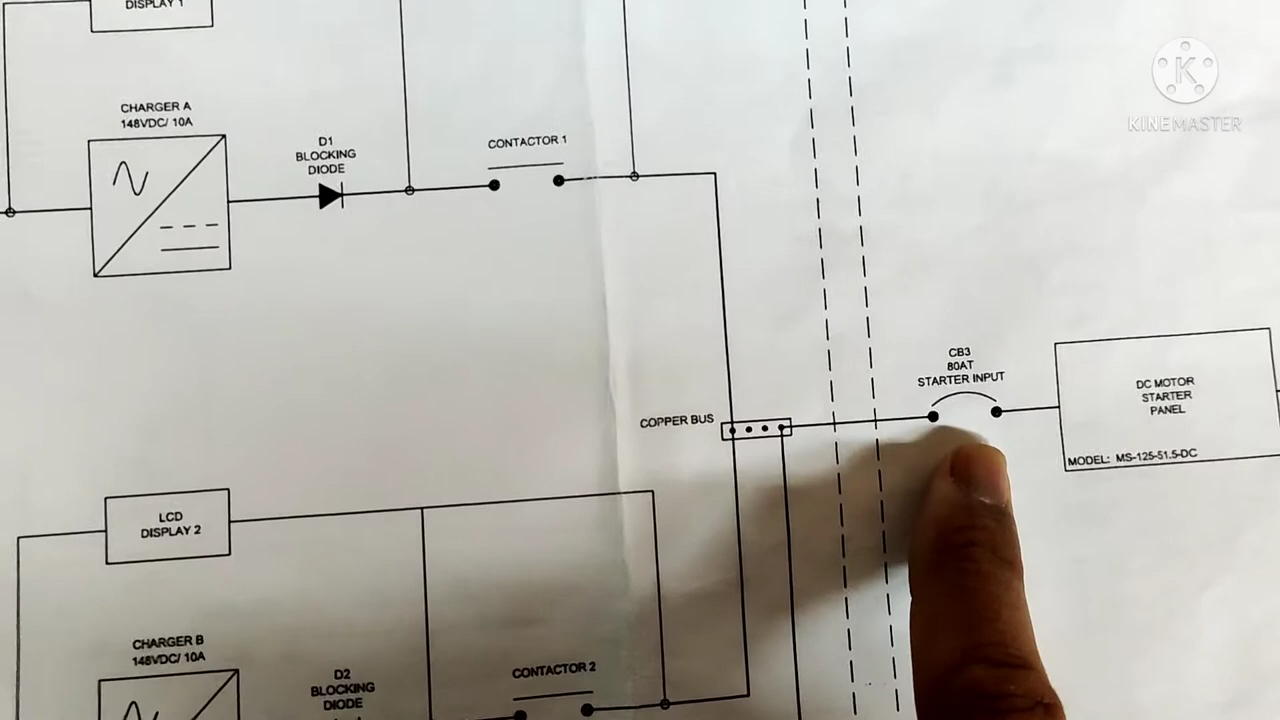 DISPLAY 1
CHARGER A
148VDC/ 10A
D1
BLOCKING
DIODE
CONTACTOR 1
K
KINEMASTER
CB3
80AT
STARTER INPUT
DC MOTOR
STARTER
PANEL
MODEL: MS-125-51.5-DC
COPPER BUS
LCD
DISPLAY 2
CHARGER B
148VDC/ 10A
D2
BLOCKING
DIODE
CONTACTOR 2